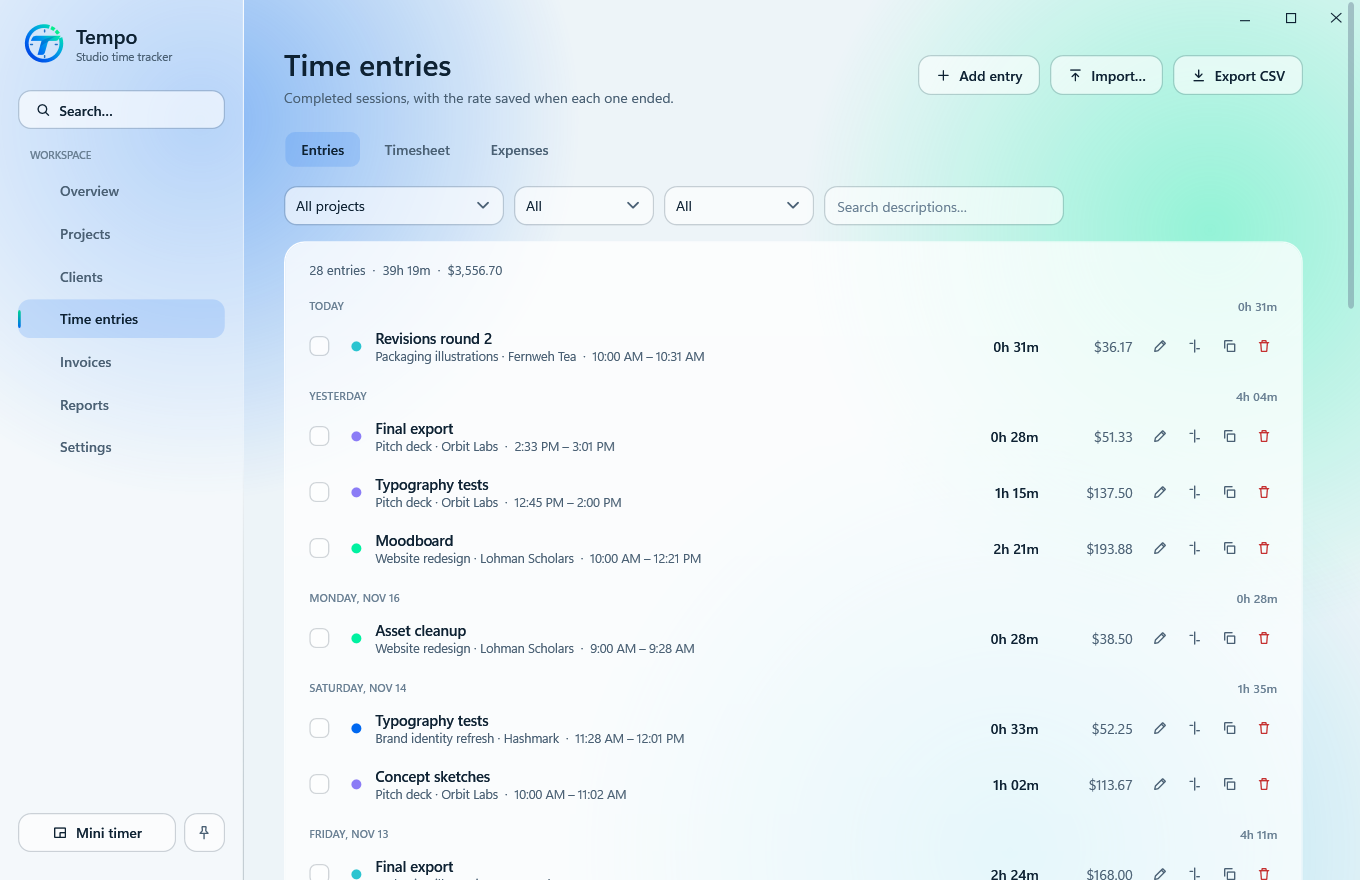 Tempo
Studio time tracker
Search...
WORKSPACE
Overview
Projects
Clients
Time entries
Invoices
Reports
Settings
Mini timer
Time entries
Completed sessions, with the rate saved when each one ended.
Add entry
Import...
Export CSV
Entries
Timesheet
Expenses
All projects
All
All
Search descriptions...
28 entries · 39h 19m · $3,556.70
TODAY 0h 31m
Revisions round 2
Packaging illustrations · Fernweh Tea · 10:00 AM – 10:31 AM
0h 31m $36.17
YESTERDAY 4h 04m
Final export
Pitch deck · Orbit Labs · 2:33 PM – 3:01 PM
0h 28m $51.33
Typography tests
Pitch deck · Orbit Labs · 12:45 PM – 2:00 PM
1h 15m $137.50
Moodboard
Website redesign · Lohman Scholars · 10:00 AM – 12:21 PM
2h 21m $193.88
MONDAY, NOV 16 0h 28m
Asset cleanup
Website redesign · Lohman Scholars · 9:00 AM – 9:28 AM
0h 28m $38.50
SATURDAY, NOV 14 1h 35m
Typography tests
Brand identity refresh · Hashmark · 11:28 AM – 12:01 PM
0h 33m $52.25
Concept sketches
Pitch deck · Orbit Labs · 10:00 AM – 11:02 AM
1h 02m $113.67
FRIDAY, NOV 13 4h 11m
Final export
2h 24m $168.00